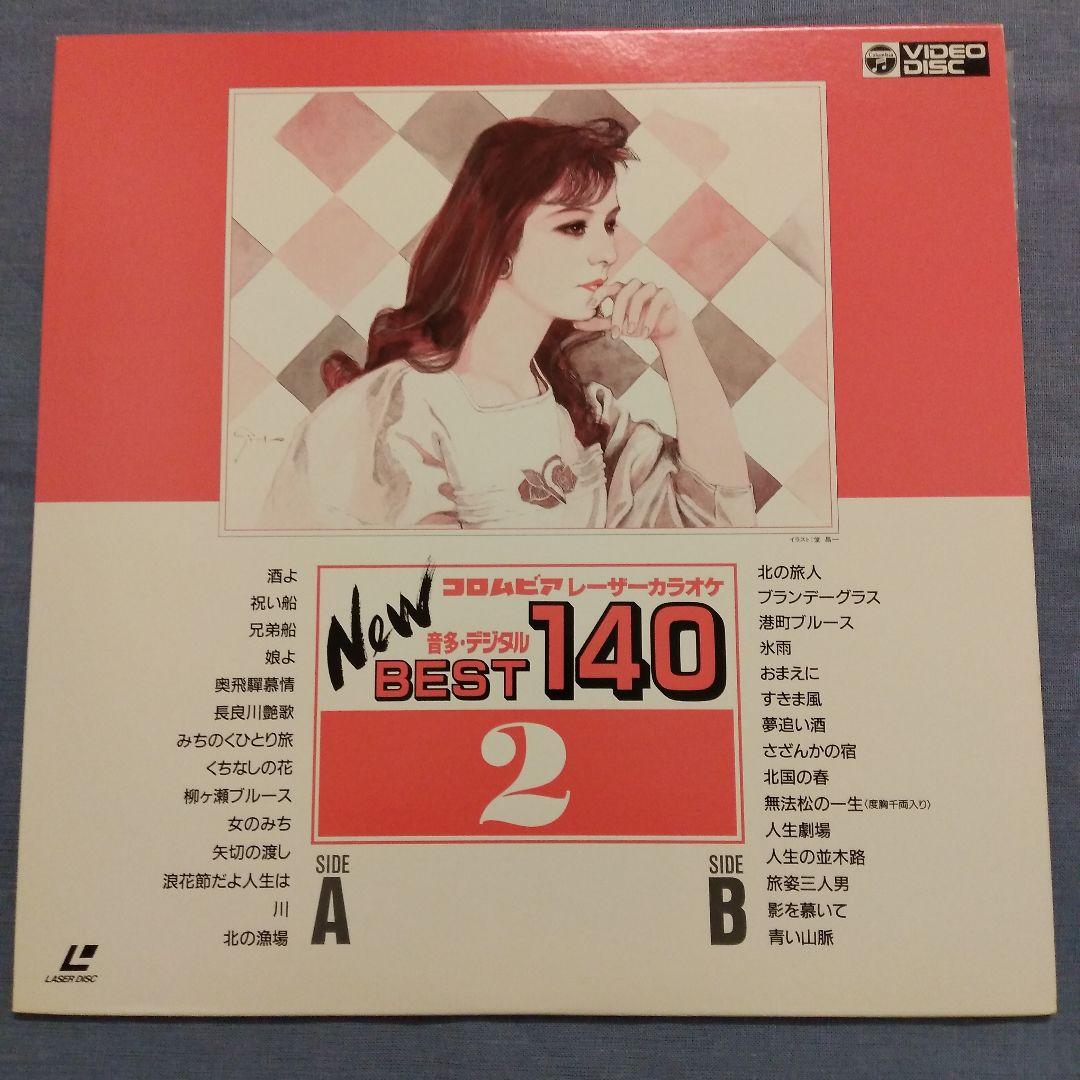 Columbia
VIDEO
DISC
イラスト:堂 昌一
New
コロムビアレーザーカラオケ
音多・デジタル
BEST 140
2
酒よ
祝い船
兄弟船
娘よ
奥飛驒慕情
長良川艶歌
みちのくひとり旅
くちなしの花
柳ヶ瀬ブルース
女のみち
矢切の渡し
浪花節だよ人生は
川
北の漁場
SIDE
A
北の旅人
ブランデーグラス
港町ブルース
氷雨
おまえに
すきま風
夢追い酒
さざんかの宿
北国の春
無法松の一生(度胸千両入り)
人生劇場
人生の並木路
旅姿三人男
影を慕いて
青い山脈
SIDE
B
LASER DISC